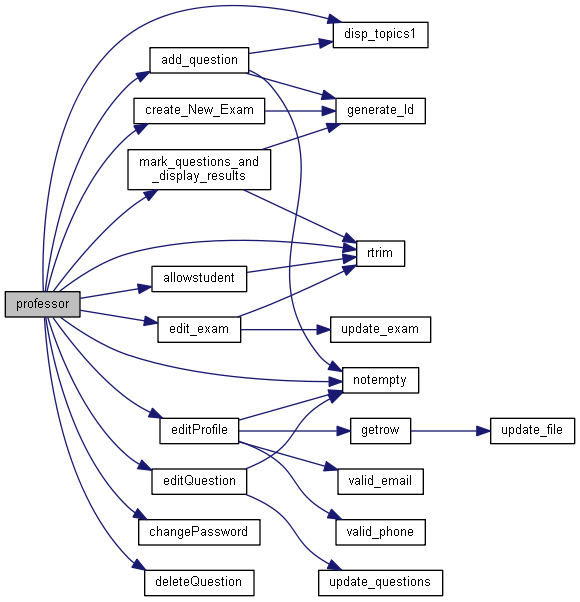 disp_topics1
add_question
create_New_Exam
generate_Id
mark_questions_and
_display_results
rtrim
allowstudent
professor
edit_exam
update_exam
notempty
editProfile
getrow
update_file
editQuestion
valid_email
changePassword
valid_phone
deleteQuestion
update_questions